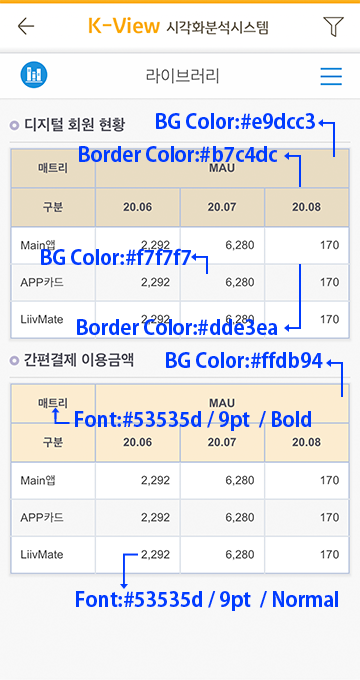 K-View 시각화분석시스템
라이브러리
디지털 회원 현황
BG Color:#e9dcc3
Border Color:#b7c4dc
매트리 MAU
구분 20.06 20.07 20.08
Main앱 2,292 6,280 170
BG Color:#f7f7f7
APP카드 6,280 170
LiivMate 2,292 6,280 170
Border Color:#dde3ea
간편결제 이용금액
BG Color:#ffdb94
매트리 MAU
Font:#53535d / 9pt / Bold
구분 20.06 20.07 20.08
Main앱 2,292 6,280 170
APP카드 2,292 6,280 170
LiivMate 2,292 6,280 170
Font:#53535d / 9pt / Normal